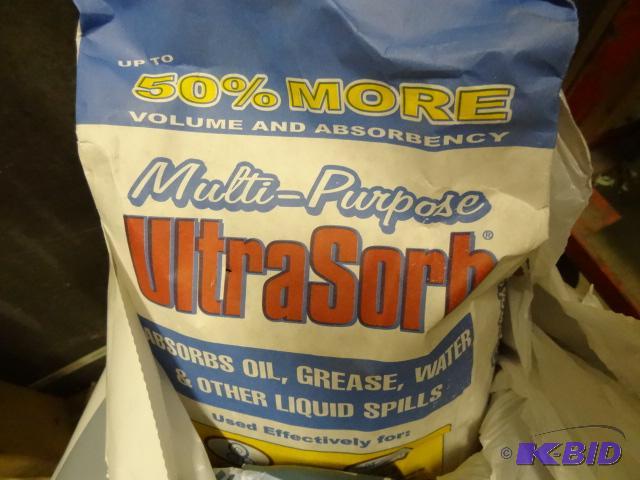 UP TO
50% MORE
VOLUME AND ABSORBENCY
Multi-Purpose
UltraSorb®
ABSORBS OIL, GREASE, WATER
& OTHER LIQUID SPILLS
Used Effectively for:
© K-BID